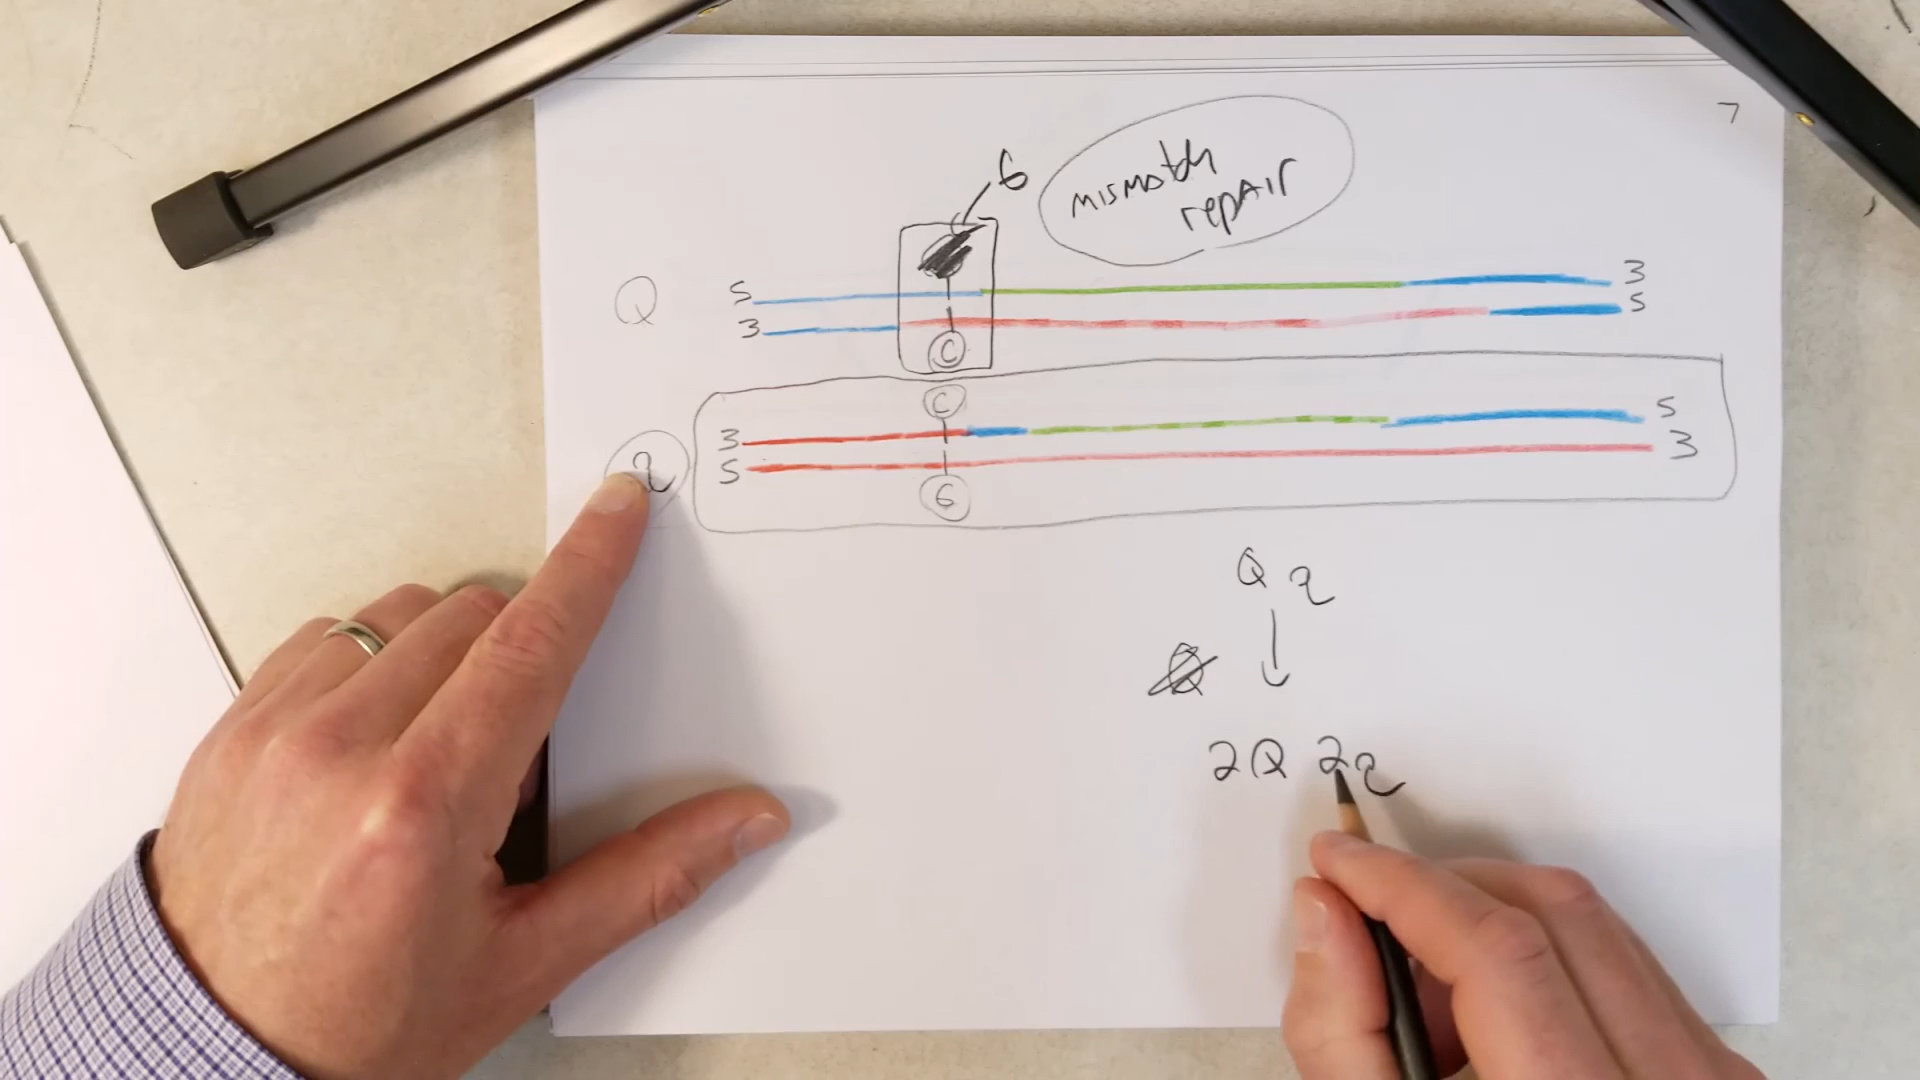 7
6
mismatch
repair
Q 5 3
3 5
C
C
q 3 5
5 3
G
Q q
Q
2Q 2q